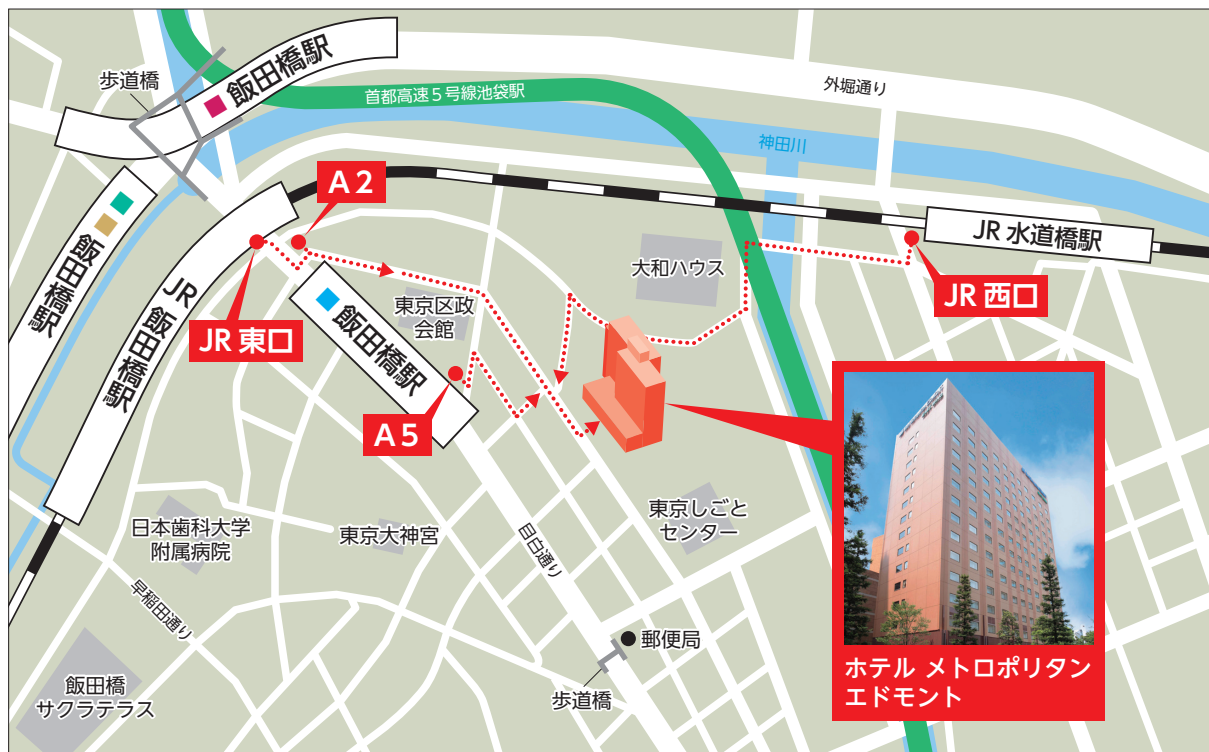 歩道橋
飯田橋駅
首都高速5号線池袋駅
外堀通り
神田川
A2
JR 水道橋駅
飯田橋駅
JR 飯田橋駅
大和ハウス
JR 西口
東京区政
会館
JR 東口
飯田橋駅
A5
日本歯科大学
附属病院
東京大神宮
目白通り
東京しごと
センター
早稲田通り
郵便局
歩道橋
飯田橋
サクラテラス
ホテル メトロポリタン
エドモント